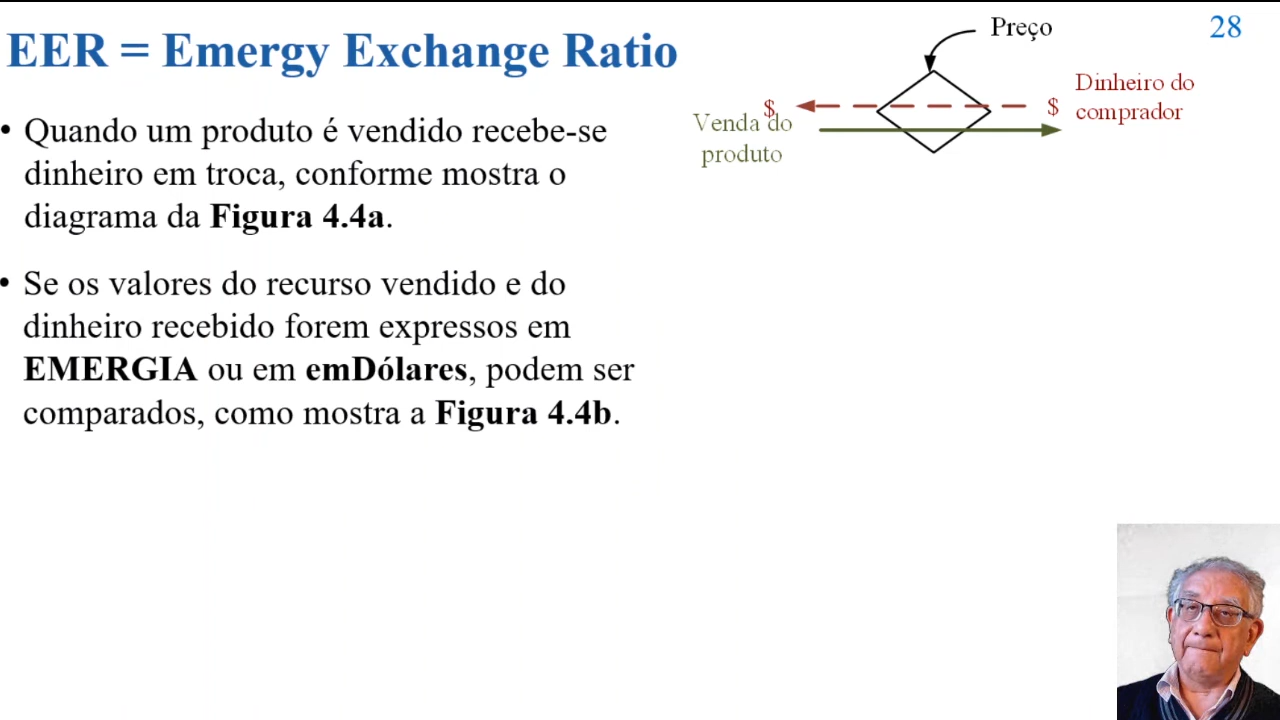 28
EER = Emergy Exchange Ratio
• Quando um produto é vendido recebe-se
dinheiro em troca, conforme mostra o
diagrama da Figura 4.4a.
• Se os valores do recurso vendido e do
dinheiro recebido forem expressos em
EMERGIA ou em emDólares, podem ser
comparados, como mostra a Figura 4.4b.
Preço
$
$
Dinheiro do
comprador
Venda do
produto